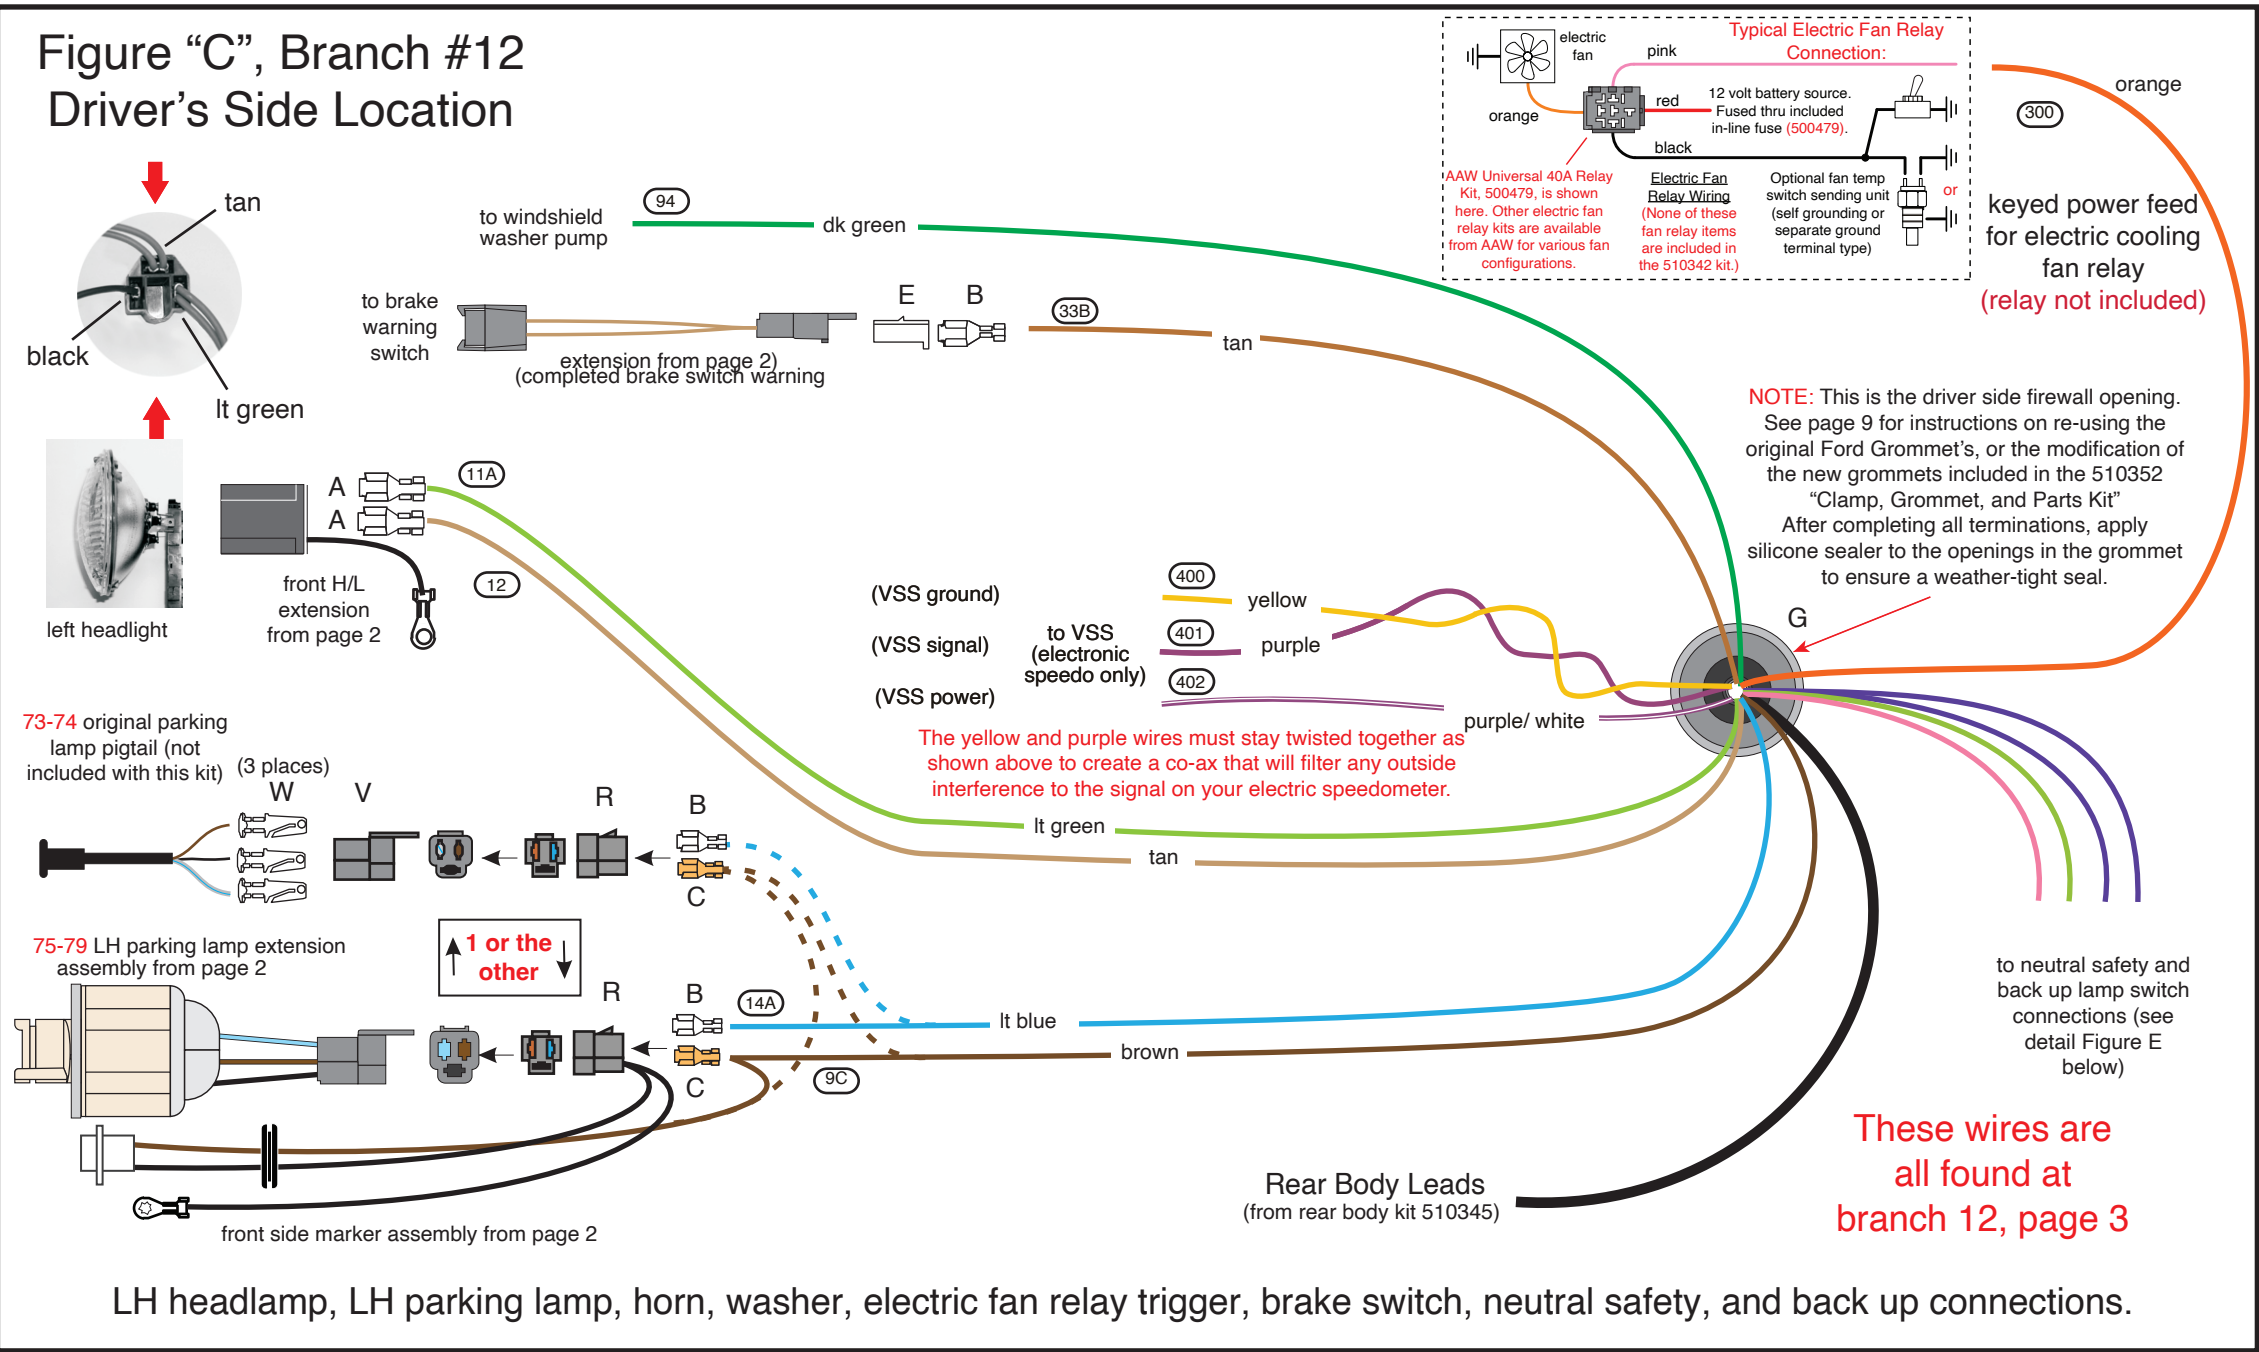 Figure “C”, Branch #12
Driver’s Side Location
tan
black
lt green
left headlight
to windshield
washer pump
94
dk green
to brake
warning
switch
extension from page 2)
(completed brake switch warning
E
B
33B
tan
electric
fan
pink
Typical Electric Fan Relay
Connection:
orange
red
12 volt battery source.
Fused thru included
in-line fuse (500479).
black
AAW Universal 40A Relay
Kit, 500479, is shown
here. Other electric fan
relay kits are available
from AAW for various fan
configurations.
Electric Fan
Relay Wiring
(None of these
fan relay items
are included in
the 510342 kit.)
Optional fan temp
switch sending unit
(self grounding or
separate ground
terminal type)
or
orange
300
keyed power feed
for electric cooling
fan relay
(relay not included)
NOTE: This is the driver side firewall opening.
See page 9 for instructions on re-using the
original Ford Grommet’s, or the modification of
the new grommets included in the 510352
“Clamp, Grommet, and Parts Kit”
After completing all terminations, apply
silicone sealer to the openings in the grommet
to ensure a weather-tight seal.
G
A
A
11A
12
front H/L
extension
from page 2
(VSS ground)
(VSS signal)
(VSS power)
to VSS
(electronic
speedo only)
400
yellow
401
purple
402
purple/ white
The yellow and purple wires must stay twisted together as
shown above to create a co-ax that will filter any outside
interference to the signal on your electric speedometer.
lt green
tan
73-74 original parking
lamp pigtail (not
included with this kit)
(3 places)
W
V
R
B
C
1 or the
other
75-79 LH parking lamp extension
assembly from page 2
R
B
C
14A
9C
lt blue
brown
front side marker assembly from page 2
Rear Body Leads
(from rear body kit 510345)
to neutral safety and
back up lamp switch
connections (see
detail Figure E
below)
These wires are
all found at
branch 12, page 3
LH headlamp, LH parking lamp, horn, washer, electric fan relay trigger, brake switch, neutral safety, and back up connections.